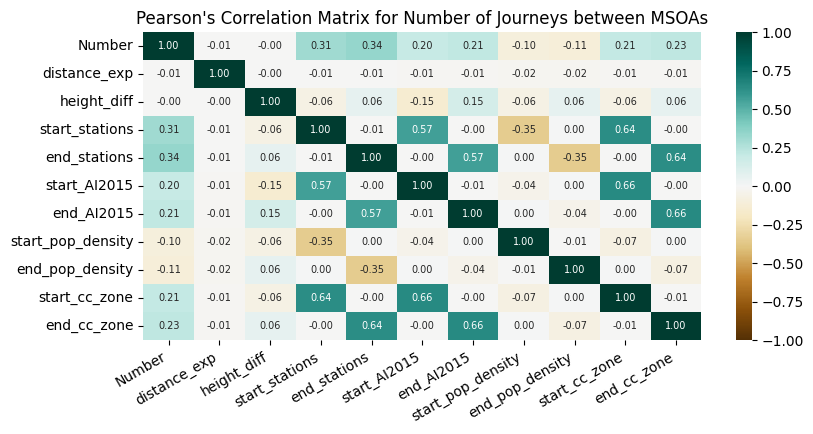 Pearson's Correlation Matrix for Number of Journeys between MSOAs
Number 1.00 -0.01 -0.00 0.31 0.34 0.20 0.21 -0.10 -0.11 0.21 0.23
distance_exp -0.01 1.00 -0.00 -0.01 -0.01 -0.01 -0.01 -0.02 -0.02 -0.01 -0.01
height_diff -0.00 -0.00 1.00 -0.06 0.06 -0.15 0.15 -0.06 0.06 -0.06 0.06
start_stations 0.31 -0.01 -0.06 1.00 -0.01 0.57 -0.00 -0.35 0.00 0.64 -0.00
end_stations 0.34 -0.01 0.06 -0.01 1.00 -0.00 0.57 0.00 -0.35 -0.00 0.64
start_AI2015 0.20 -0.01 -0.15 0.57 -0.00 1.00 -0.01 -0.04 0.00 0.66 -0.00
end_AI2015 0.21 -0.01 0.15 -0.00 0.57 -0.01 1.00 0.00 -0.04 -0.00 0.66
start_pop_density -0.10 -0.02 -0.06 -0.35 0.00 -0.04 0.00 1.00 -0.01 -0.07 0.00
end_pop_density -0.11 -0.02 0.06 0.00 -0.35 0.00 -0.04 -0.01 1.00 0.00 -0.07
start_cc_zone 0.21 -0.01 -0.06 0.64 -0.00 0.66 -0.00 -0.07 0.00 1.00 -0.01
end_cc_zone 0.23 -0.01 0.06 -0.00 0.64 -0.00 0.66 0.00 -0.07 -0.01 1.00
Number
distance_exp
height_diff
start_stations
end_stations
start_AI2015
end_AI2015
start_pop_density
end_pop_density
start_cc_zone
end_cc_zone
1.00
0.75
0.50
0.25
0.00
−0.25
−0.50
−0.75
−1.00